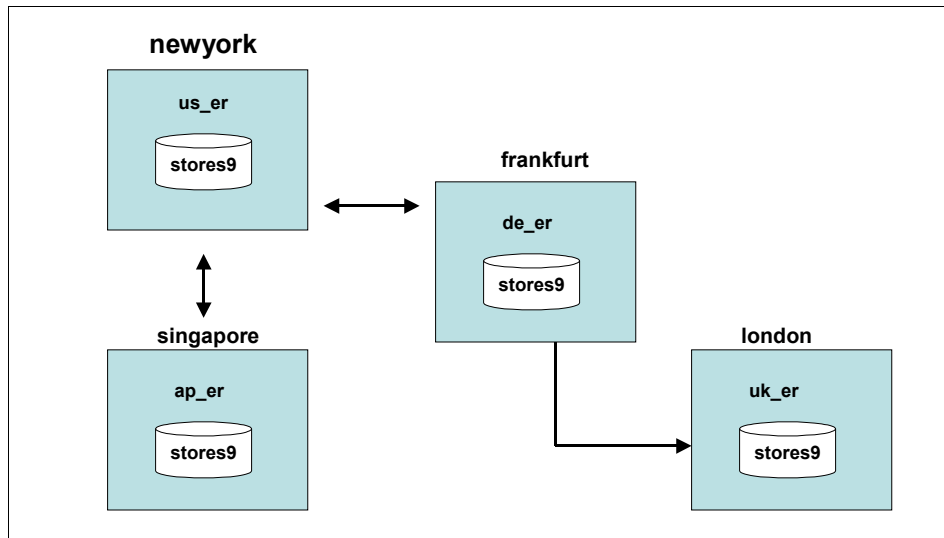 newyork
us_er
stores9
frankfurt
de_er
stores9
singapore
ap_er
stores9
london
uk_er
stores9